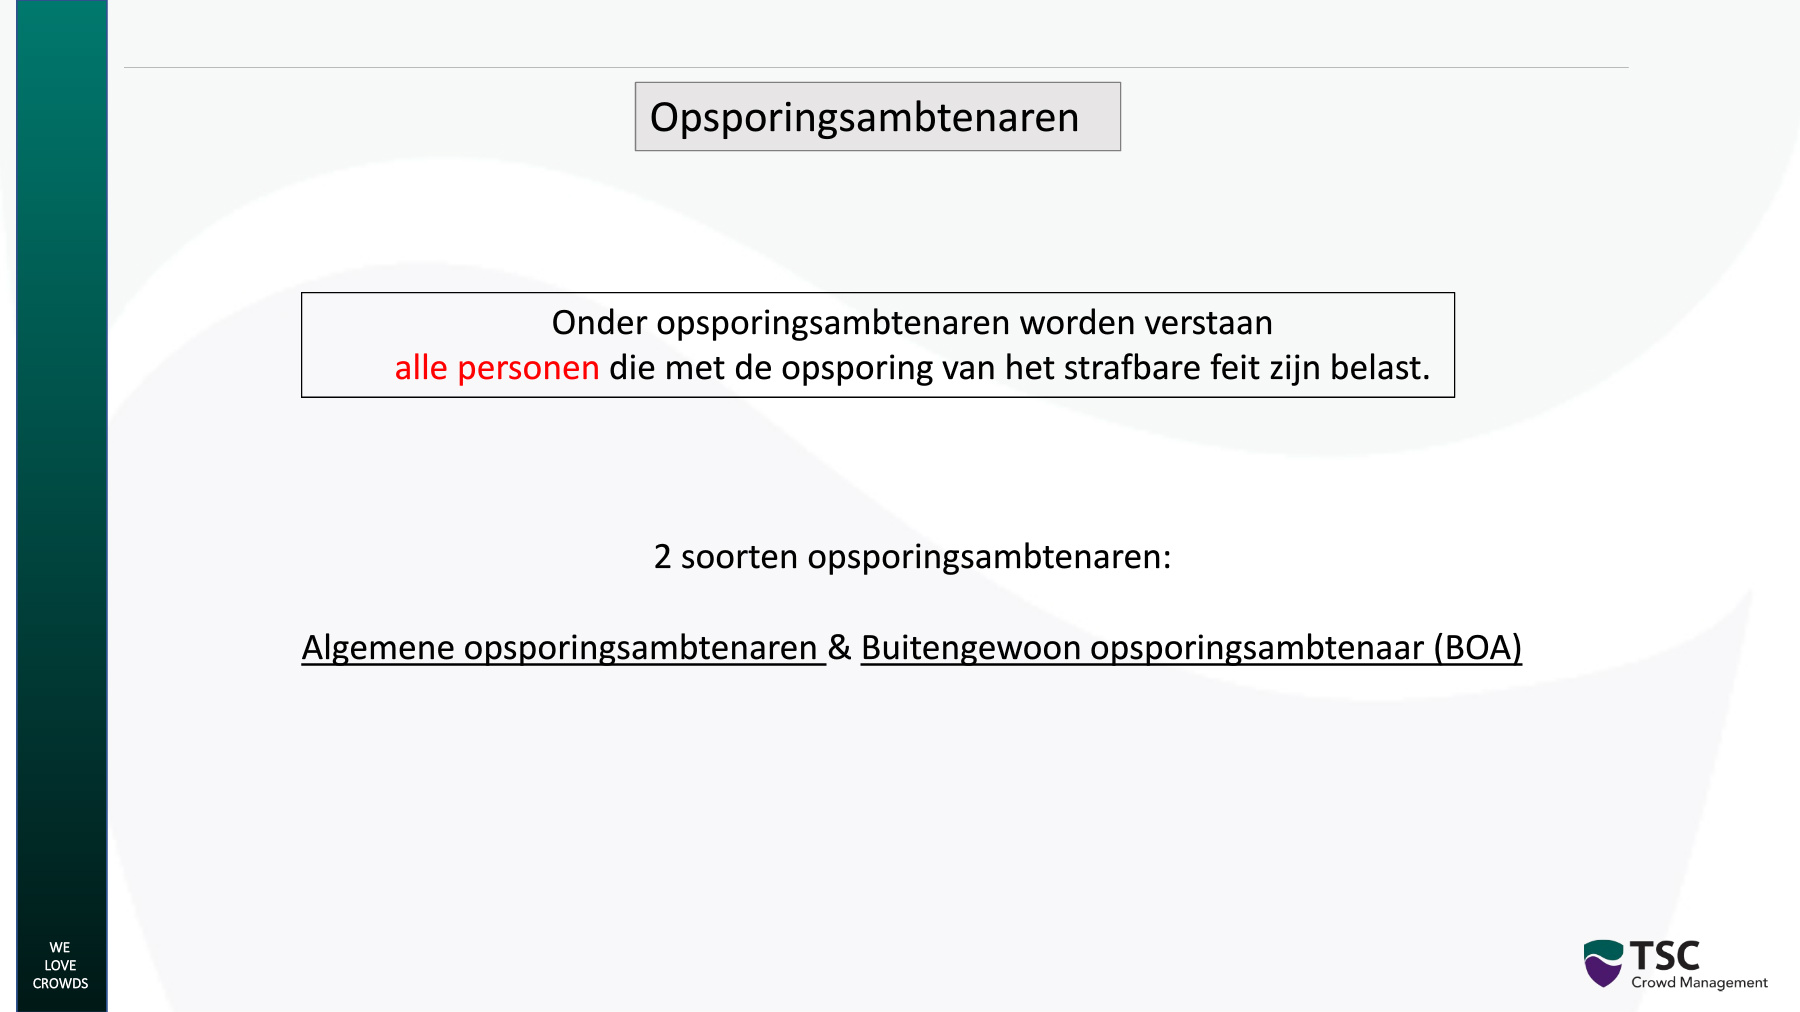 Opsporingsambtenaren
Onder opsporingsambtenaren worden verstaan
alle personen die met de opsporing van het strafbare feit zijn belast.
2 soorten opsporingsambtenaren:
Algemene opsporingsambtenaren & Buitengewoon opsporingsambtenaar (BOA)
WE
LOVE
CROWDS
TSC
Crowd Management